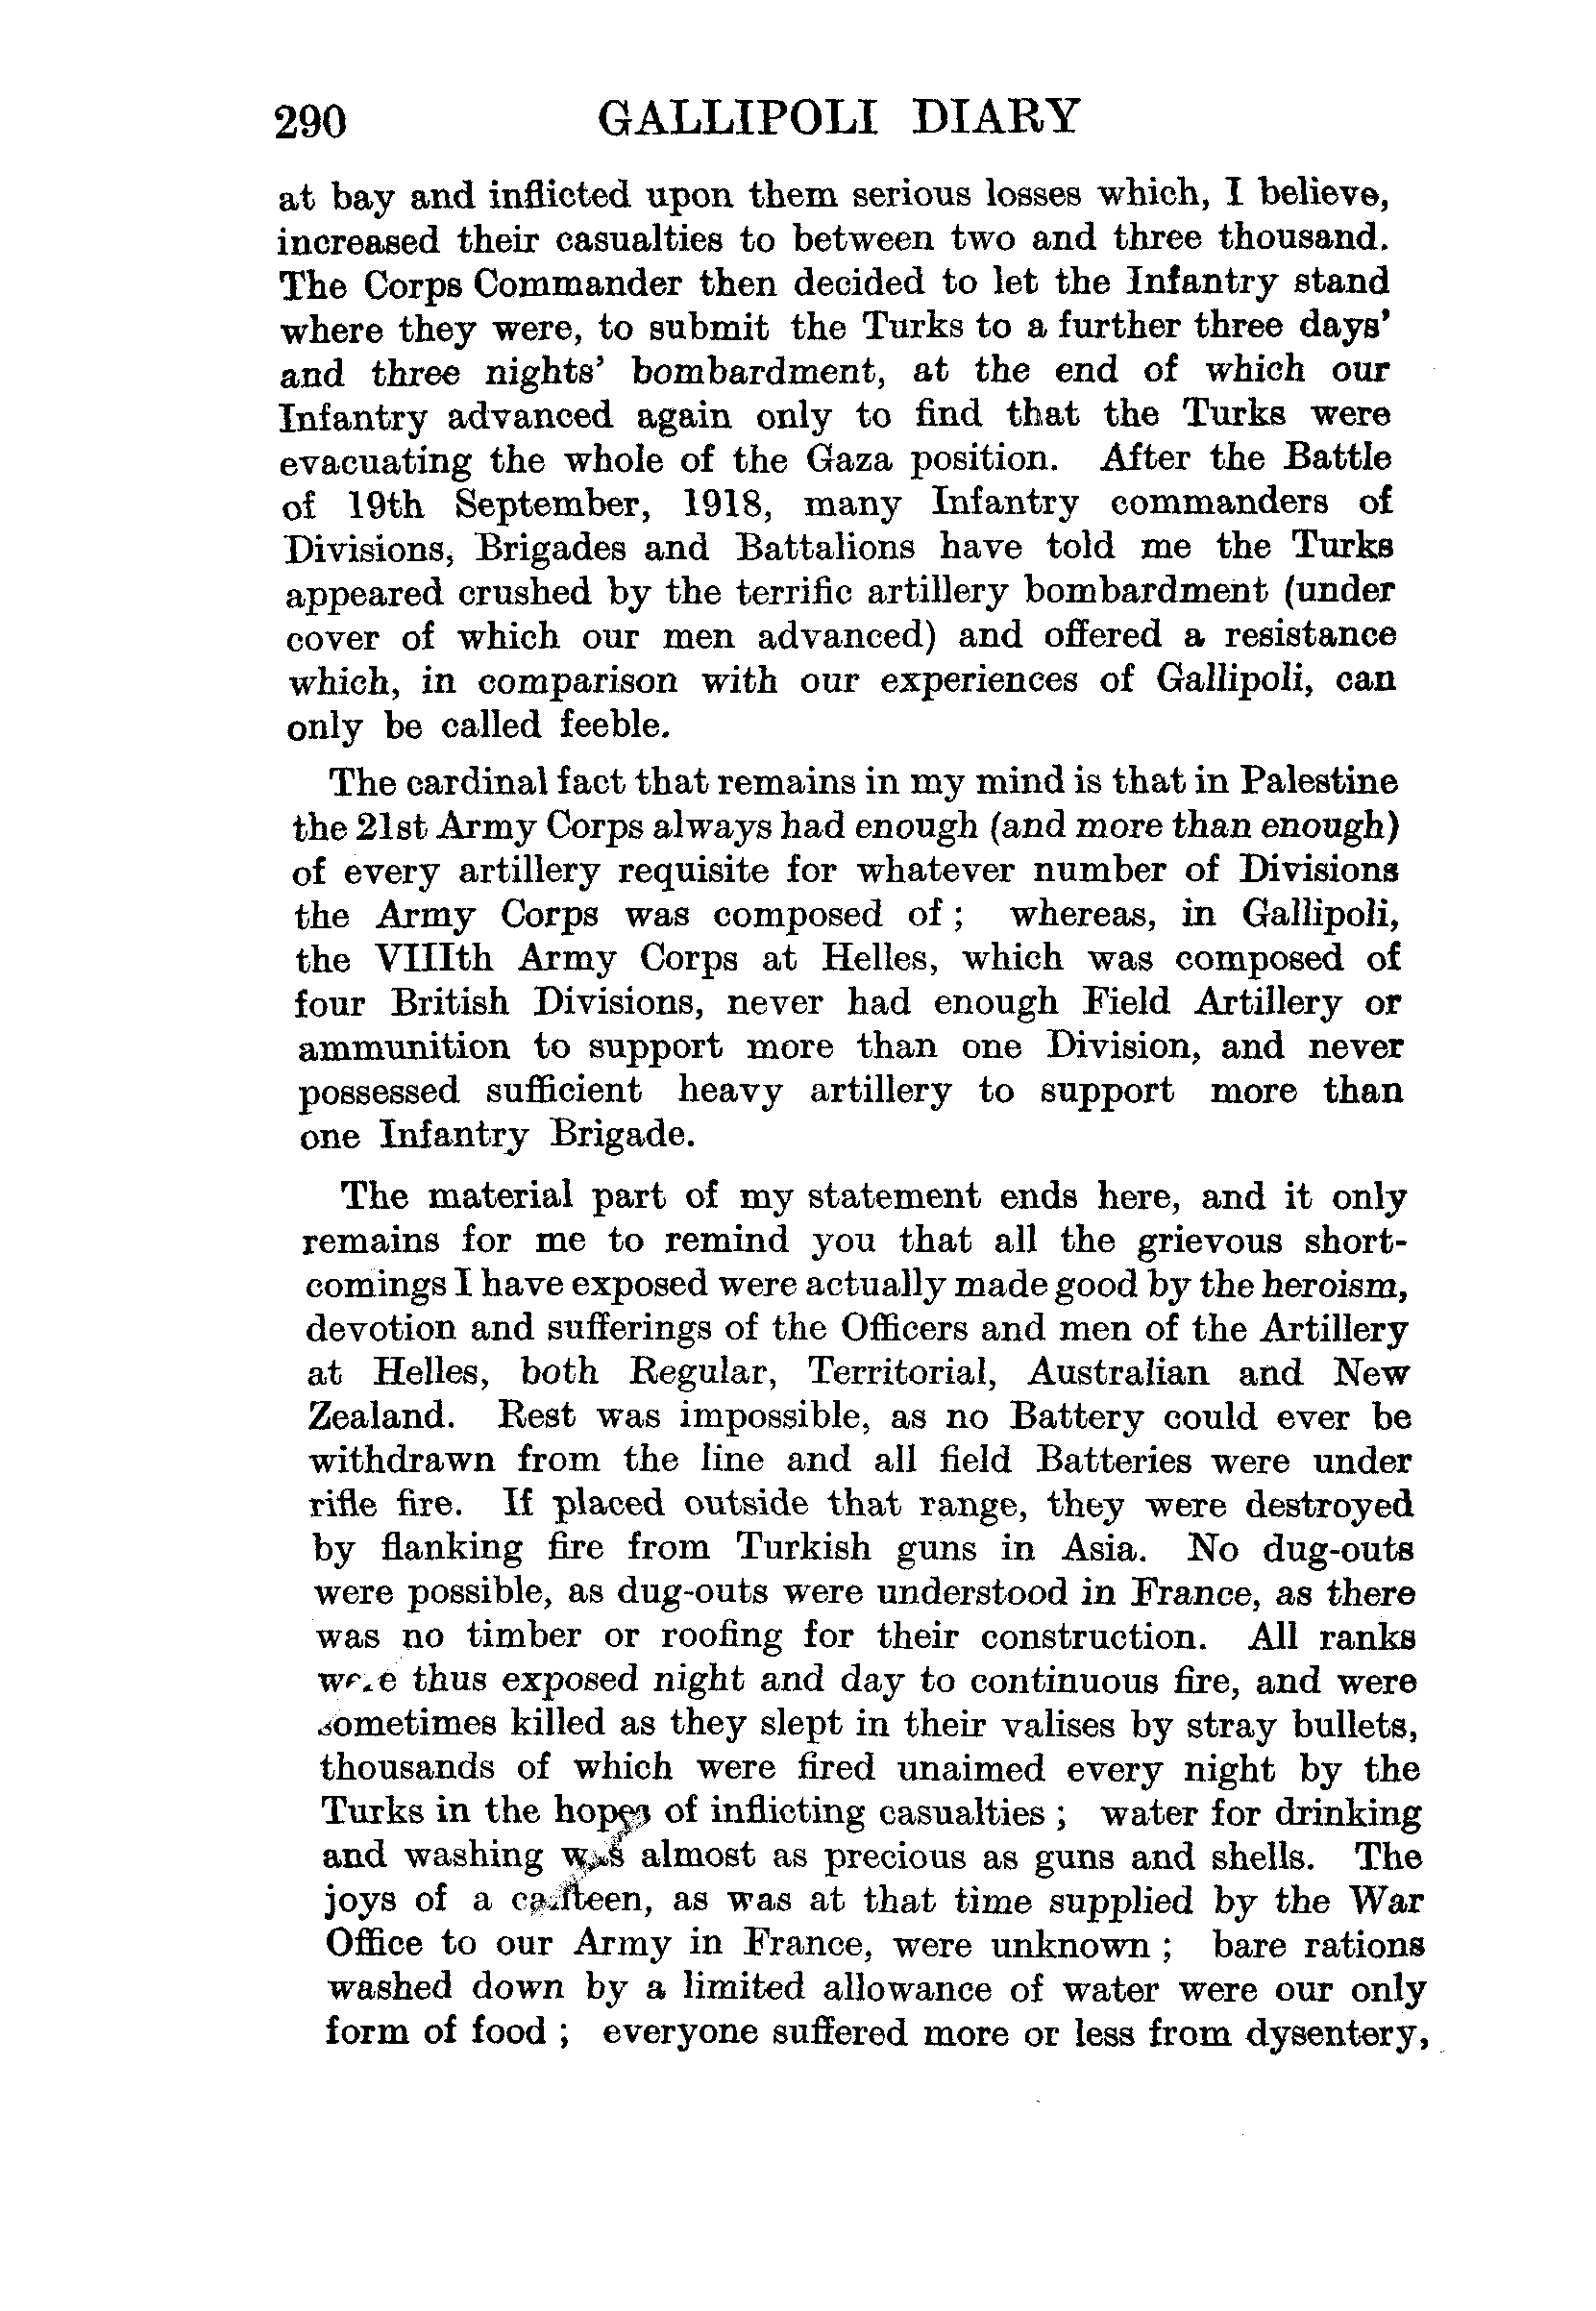 290 GALLIPOLI DIARY
at bay and inflicted upon them serious losses which, I believe,
increased their casualties to between two and three thousand.
The Corps Commander then decided to let the Infantry stand
where they were, to submit the Turks to a further three days'
and three nights' bombardment, at the end of which our
Infantry advanced again only to find that the Turks were
evacuating the whole of the Gaza position. After the Battle
of 19th September, 1918, many Infantry commanders of
Divisions, Brigades and Battalions have told me the Turks
appeared crushed by the terrific artillery bombardment (under
cover of which our men advanced) and offered a resistance
which, in comparison with our experiences of Gallipoli, can
only be called feeble.
The cardinal fact that remains in my mind is that in Palestine
the 21st Army Corps always had enough (and more than enough)
of every artillery requisite for whatever number of Divisions
the Army Corps was composed of ; whereas, in Gallipoli,
the VIIIth Army Corps at Helles, which was composed of
four British Divisions, never had enough Field Artillery or
ammunition to support more than one Division, and never
possessed sufficient heavy artillery to support more than
one Infantry Brigade.
The material part of my statement ends here, and it only
remains for me to remind you that all the grievous short-
comings I have exposed were actually made good by the heroism,
devotion and sufferings of the Officers and men of the Artillery
at Helles, both Regular, Territorial, Australian and New
Zealand. Rest was impossible, as no Battery could ever be
withdrawn from the line and all field Batteries were under
rifle fire. If placed outside that range, they were destroyed
by flanking fire from Turkish guns in Asia. No dug-outs
were possible, as dug-outs were understood in France, as there
was no timber or roofing for their construction. All ranks
were thus exposed night and day to continuous fire, and were
sometimes killed as they slept in their valises by stray bullets,
thousands of which were fired unaimed every night by the
Turks in the hopes of inflicting casualties ; water for drinking
and washing was almost as precious as guns and shells. The
joys of a canteen, as was at that time supplied by the War
Office to our Army in France, were unknown ; bare rations
washed down by a limited allowance of water were our only
form of food ; everyone suffered more or less from dysentery,